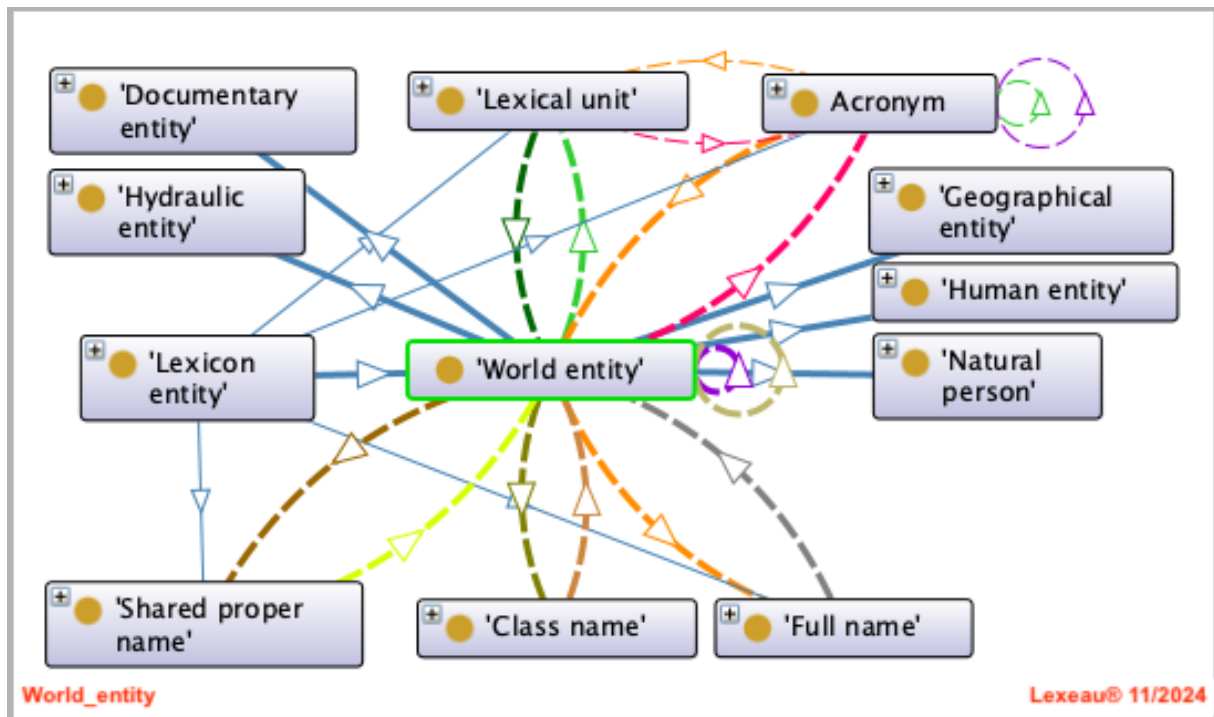 'Documentary
entity'
'Lexical unit'
Acronym
'Hydraulic
entity'
'Geographical
entity'
'Human entity'
'Lexicon
entity'
'World entity'
'Natural
person'
'Shared proper
name'
'Class name'
'Full name'
World_entity
Lexeau® 11/2024